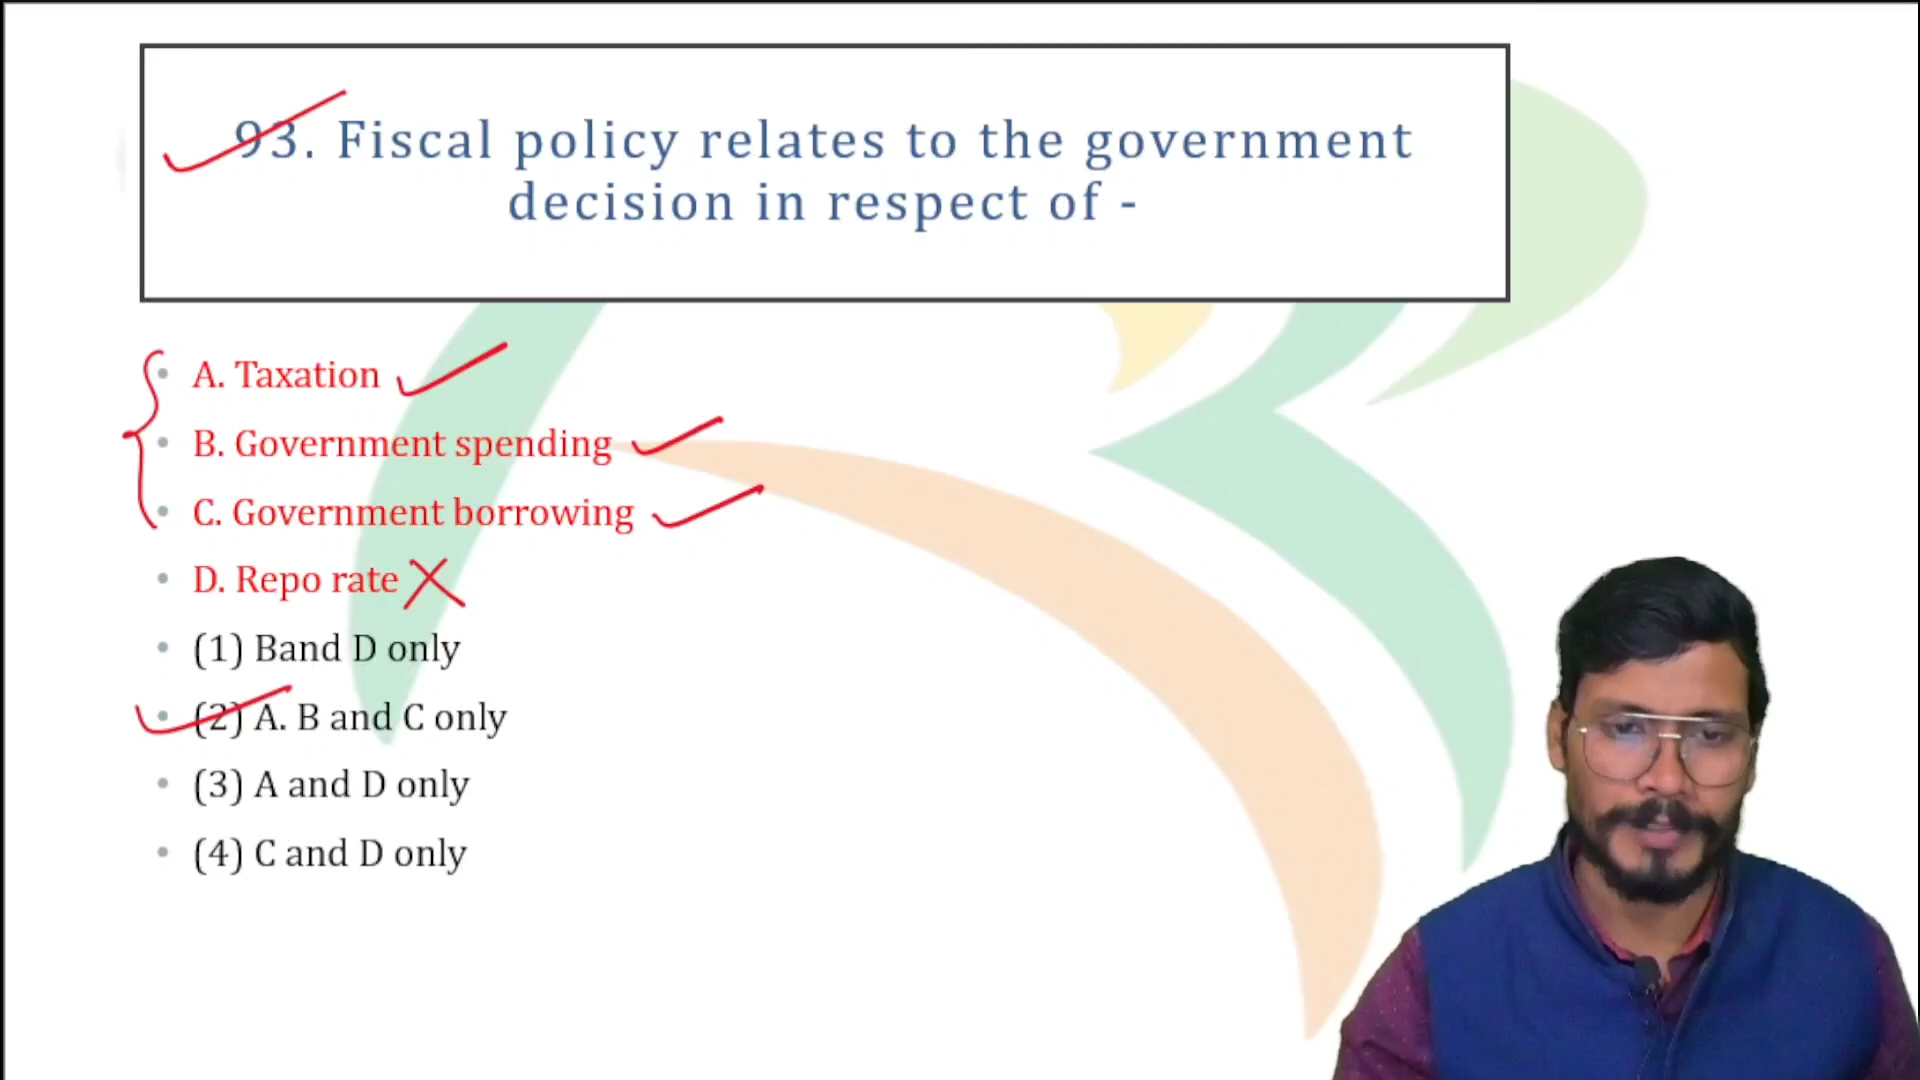 93. Fiscal policy relates to the government
decision in respect of -
• A. Taxation
• B. Government spending
• C. Government borrowing
• D. Repo rate
• (1) Band D only
• (2) A. B and C only
• (3) A and D only
• (4) C and D only